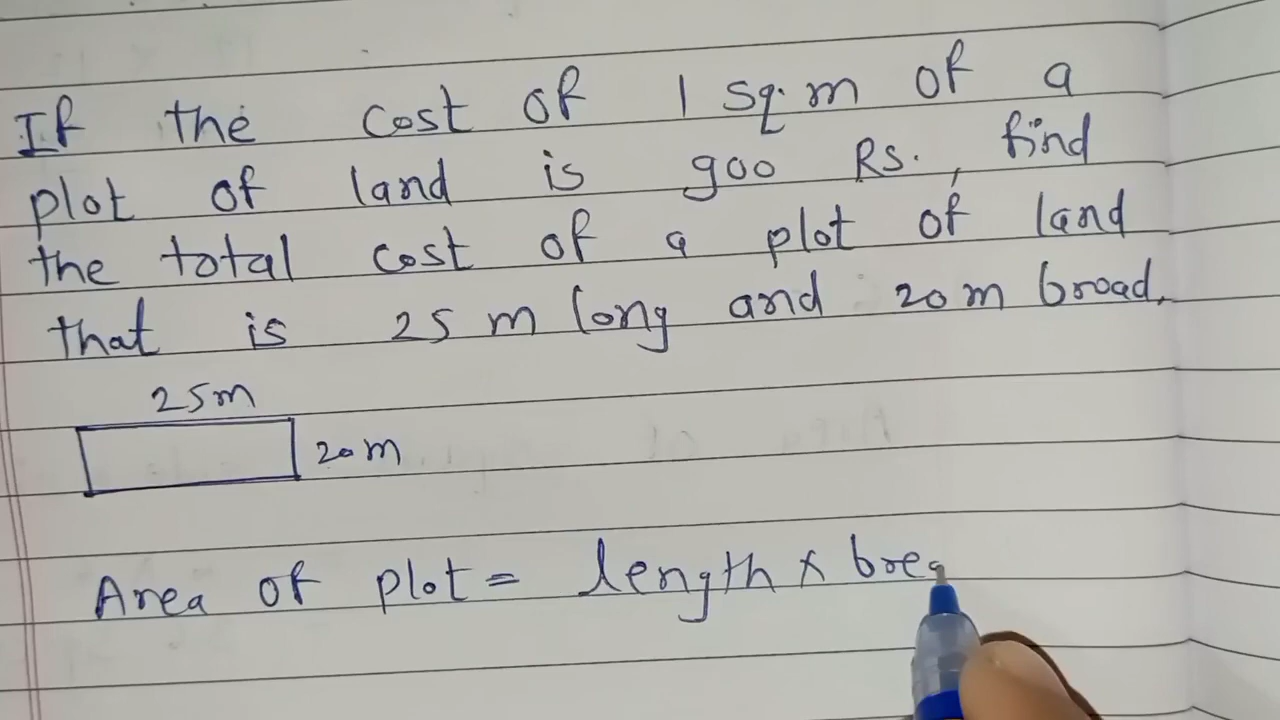 If the cost of 1 sq.m of a
plot of land is 900 Rs., find
the total cost of a plot of land
that is 25 m long and 20 m broad.
25m
20m
Area of plot = length × brea